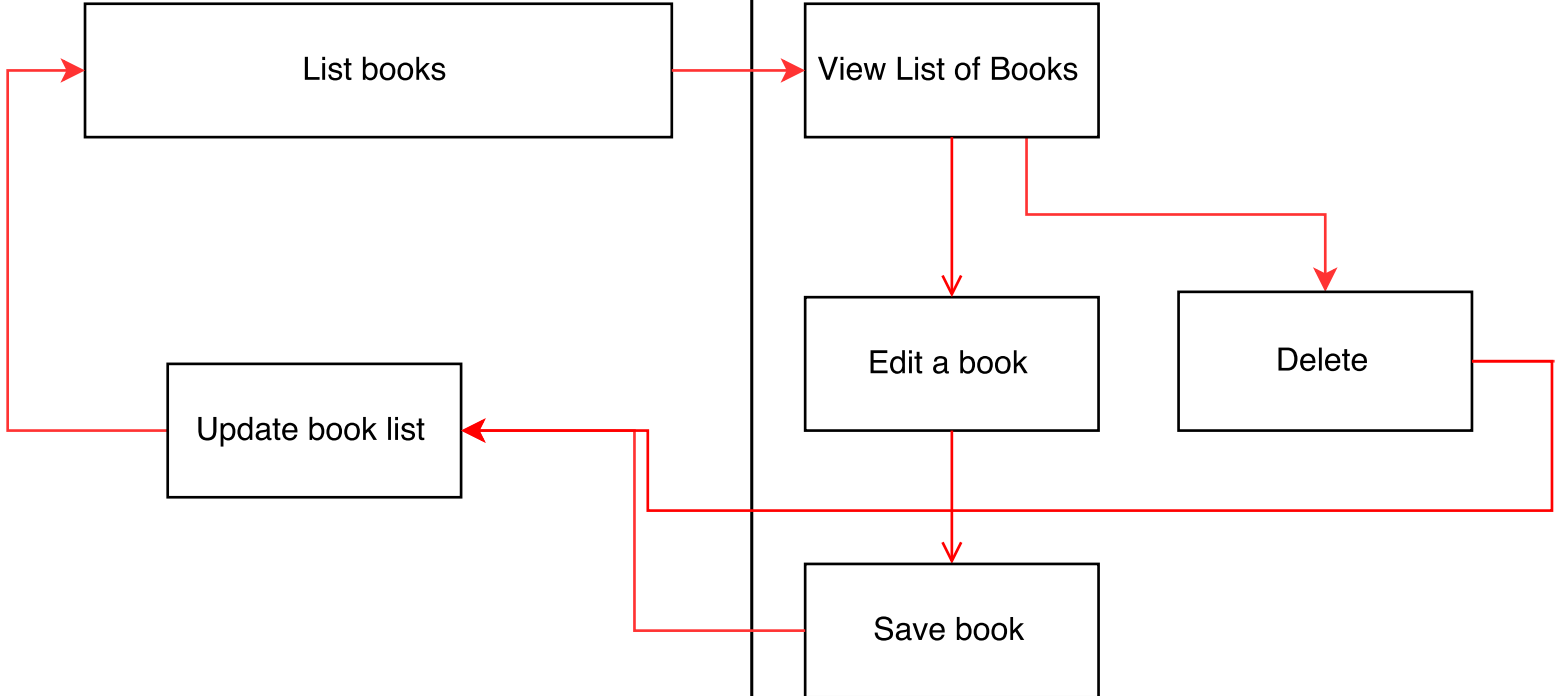 List books
View List of Books
Edit a book
Delete
Update book list
Save book